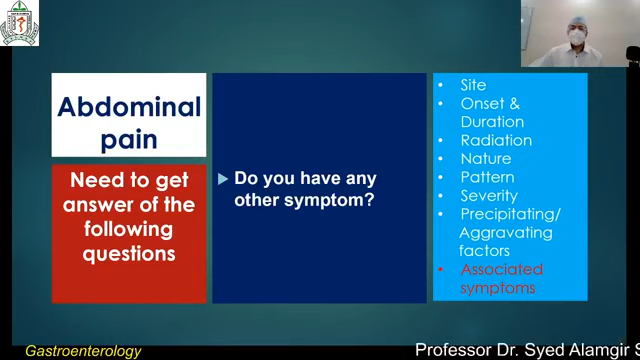 Abdominal
pain
Need to get
answer of the
following
questions
Do you have any
other symptom?
• Site
• Onset &
Duration
• Radiation
• Nature
• Pattern
• Severity
• Precipitating/
Aggravating
factors
• Associated
symptoms
Gastroenterology
Professor Dr. Syed Alamgir S